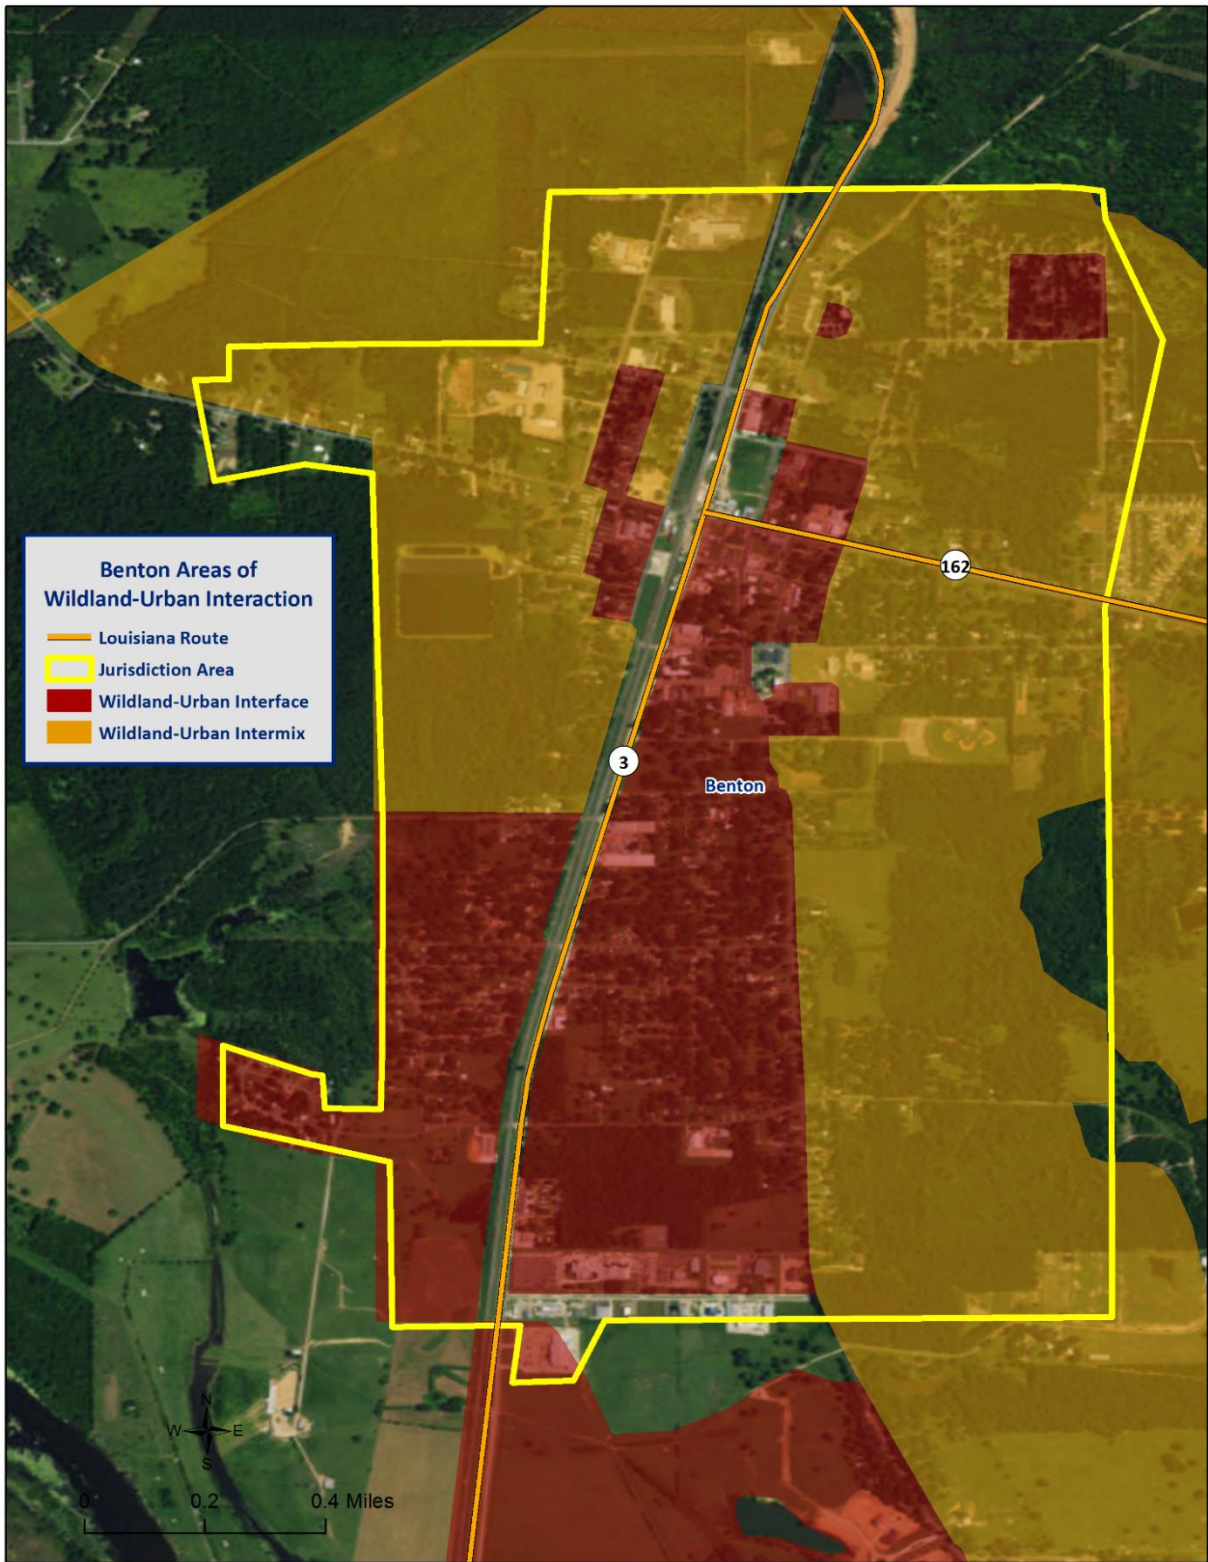 Benton Areas of
Wildland-Urban Interaction
Louisiana Route
Jurisdiction Area
Wildland-Urban Interface
Wildland-Urban Intermix
162
3
Benton
N
W E
S
0 0.2 0.4 Miles